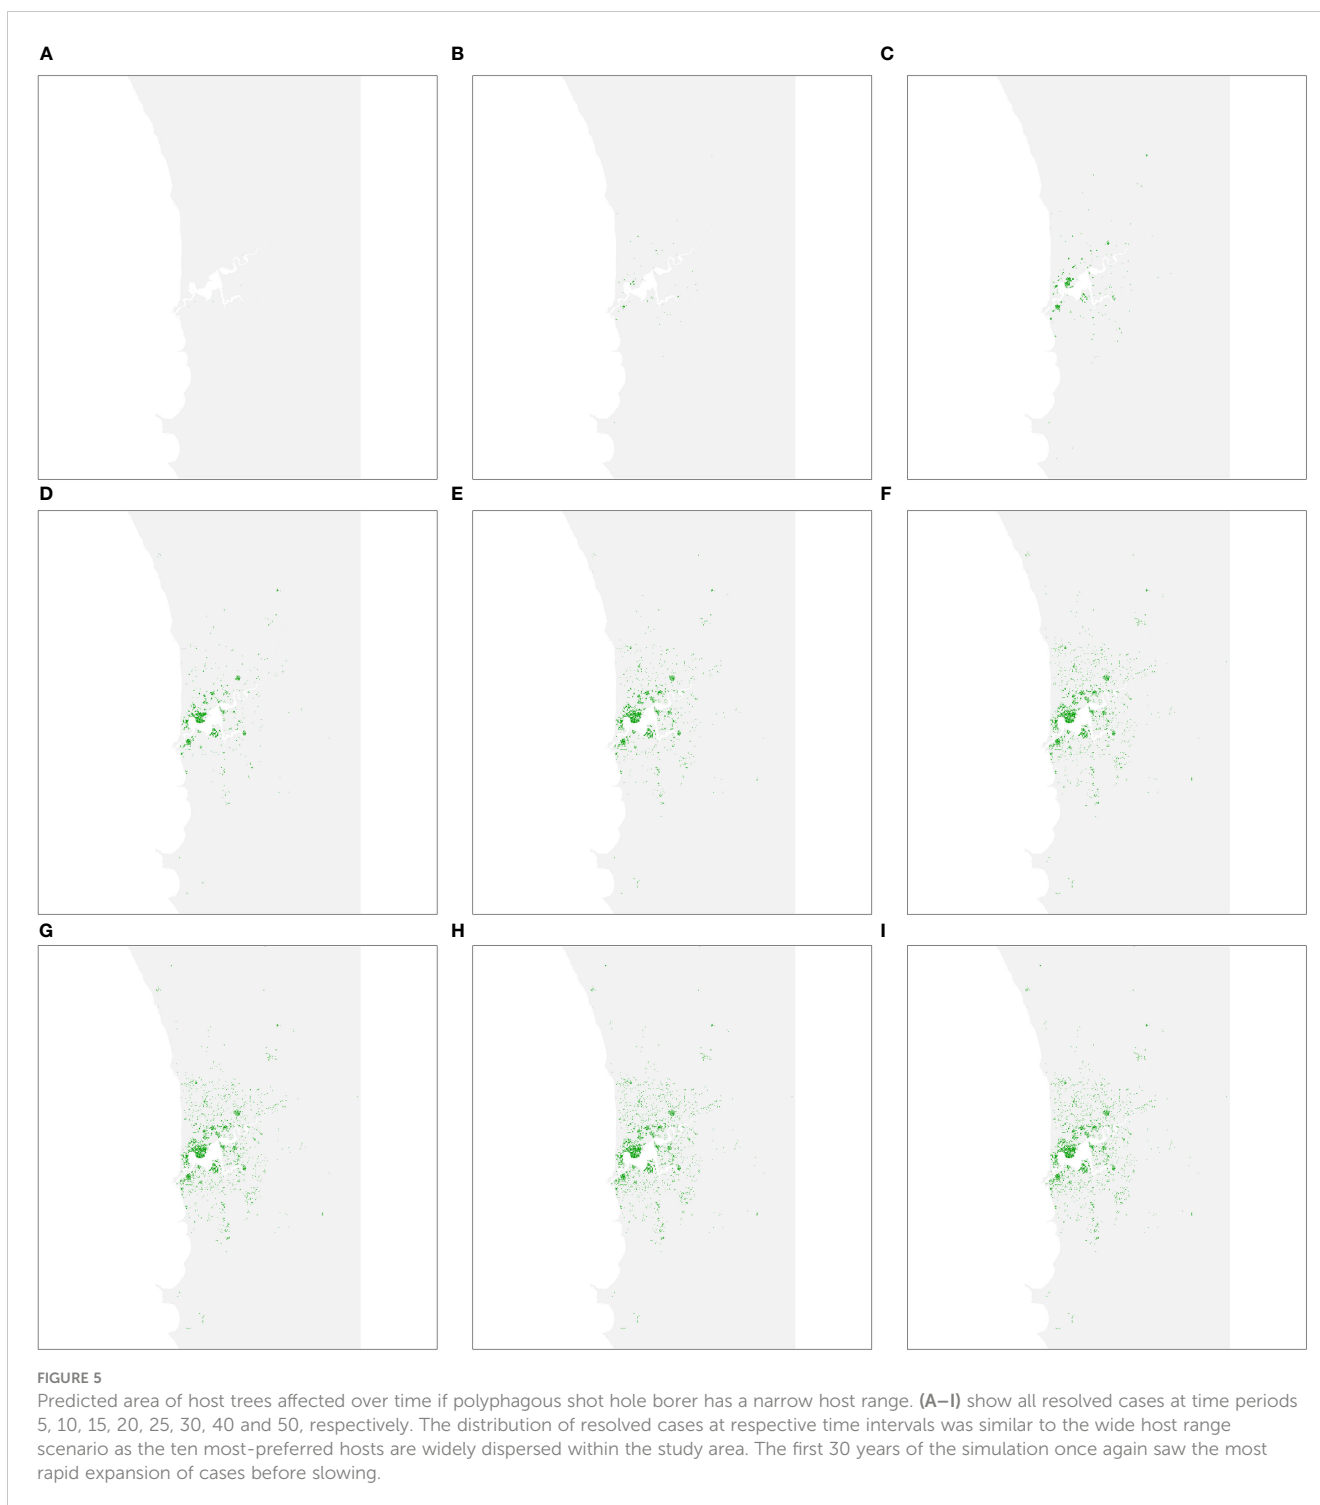 A
B
C
D
E
F
G
H
I
FIGURE 5
Predicted area of host trees affected over time if polyphagous shot hole borer has a narrow host range. (A–I) show all resolved cases at time periods
5, 10, 15, 20, 25, 30, 40 and 50, respectively. The distribution of resolved cases at respective time intervals was similar to the wide host range
scenario as the ten most-preferred hosts are widely dispersed within the study area. The first 30 years of the simulation once again saw the most
rapid expansion of cases before slowing.